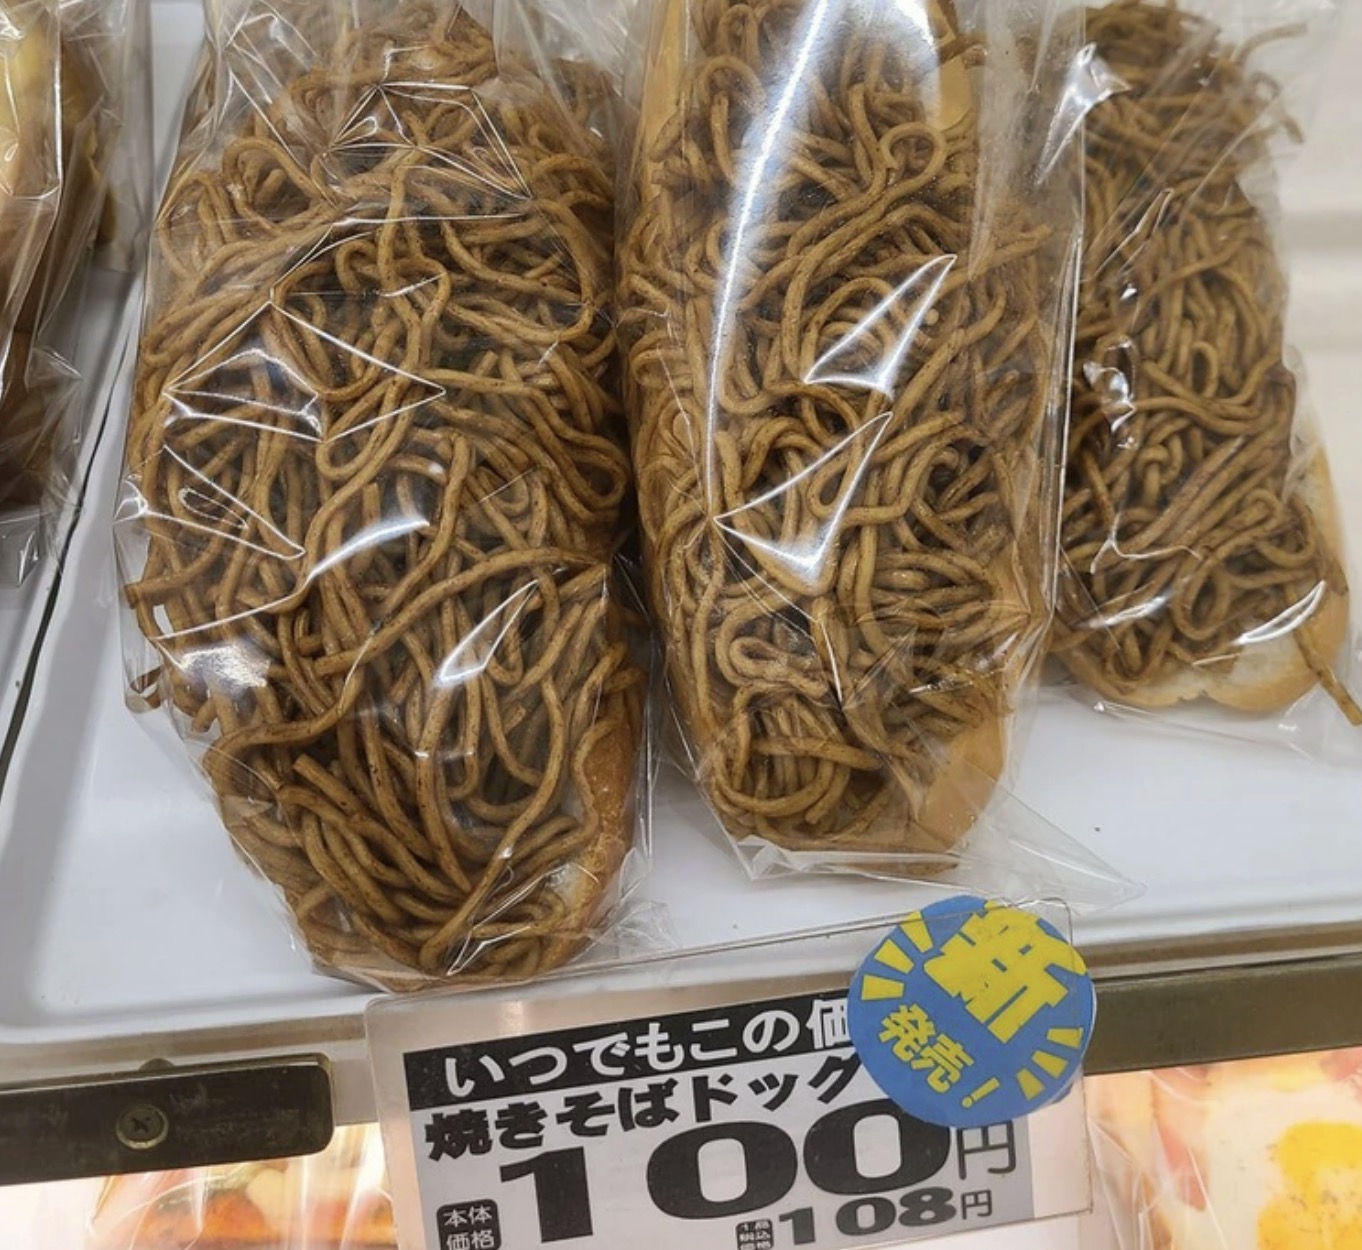 いつでもこの価
焼きそばドッグ
新
発売！
本体
価格
100円
108円